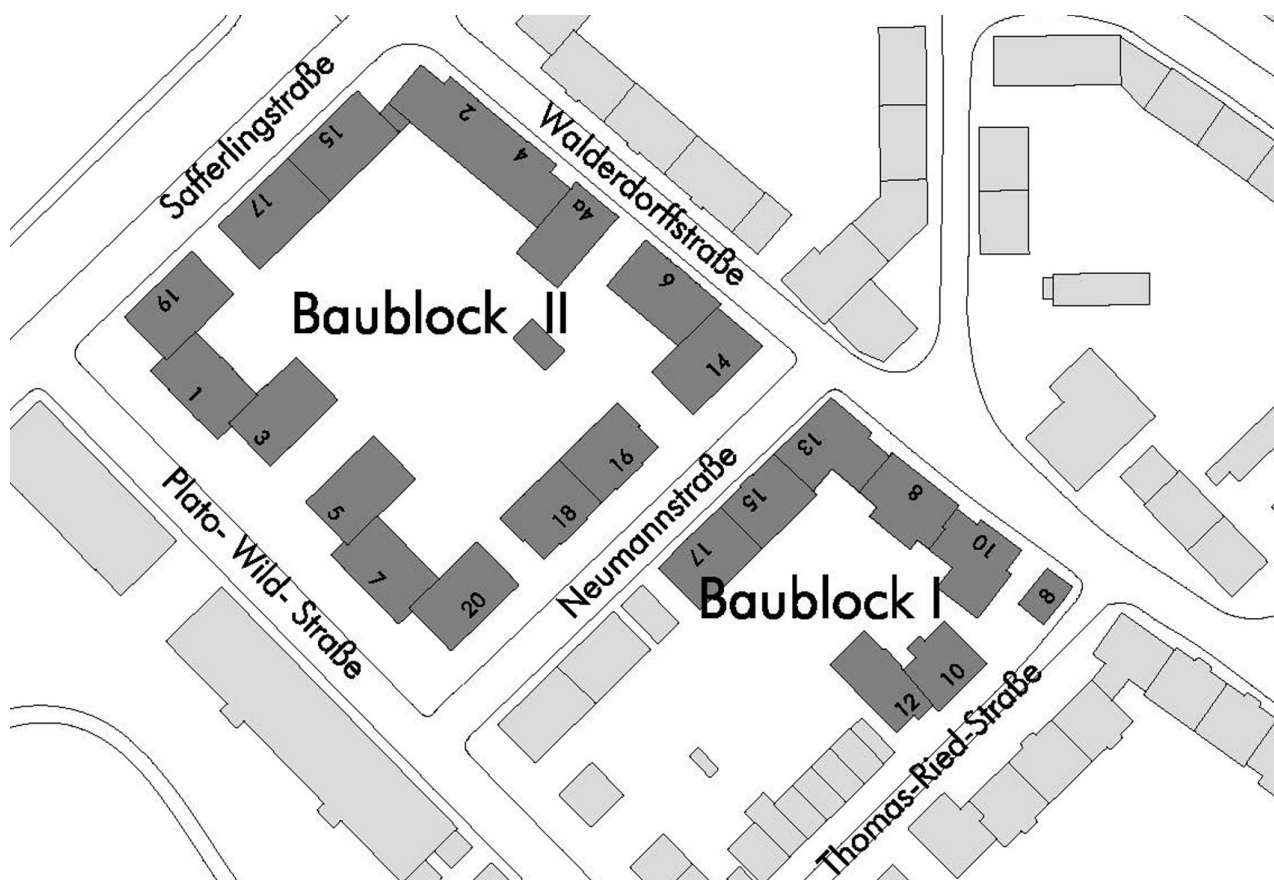 Safferlingstraße
Walderdorffstraße
15
2
4
17
4a
19
6
Baublock II
1
14
3
13
16
Neumannstraße
8
5
15
18
Plato- Wild- Straße
10
17
7
Baublock I
8
20
10
12
Thomas-Ried-Straße